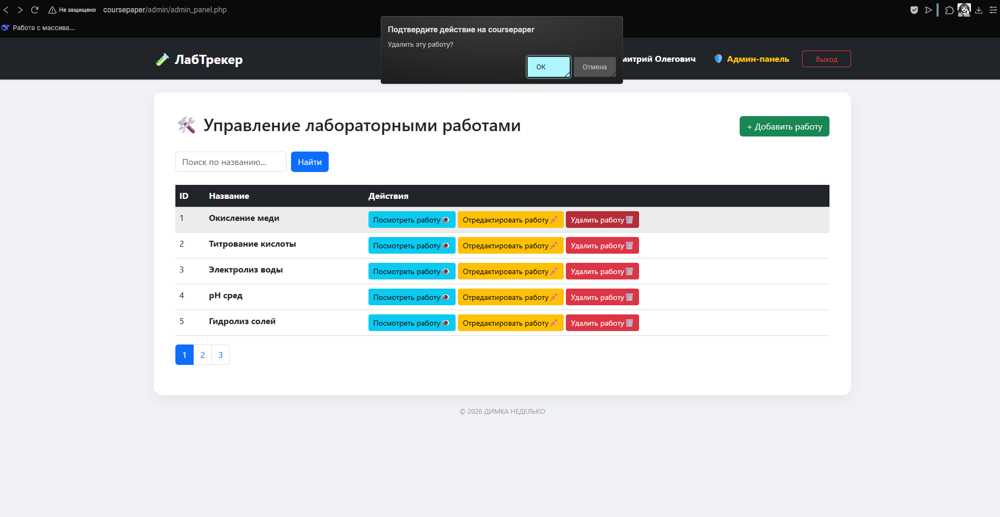 Не защищено coursepaper/admin/admin_panel.php
Работа с массива...
Подтвердите действие на coursepaper
Удалить эту работу?
ОК Отмена
ЛабТрекер
митрий Олегович Админ-панель Выход
Управление лабораторными работами
+ Добавить работу
Поиск по названию... Найти
ID Название Действия
1 Окисление меди Посмотреть работу Отредактировать работу Удалить работу
2 Титрование кислоты Посмотреть работу Отредактировать работу Удалить работу
3 Электролиз воды Посмотреть работу Отредактировать работу Удалить работу
4 pH сред Посмотреть работу Отредактировать работу Удалить работу
5 Гидролиз солей Посмотреть работу Отредактировать работу Удалить работу
1 2 3
© 2026 ДИМКА НЕДЕЛЬКО